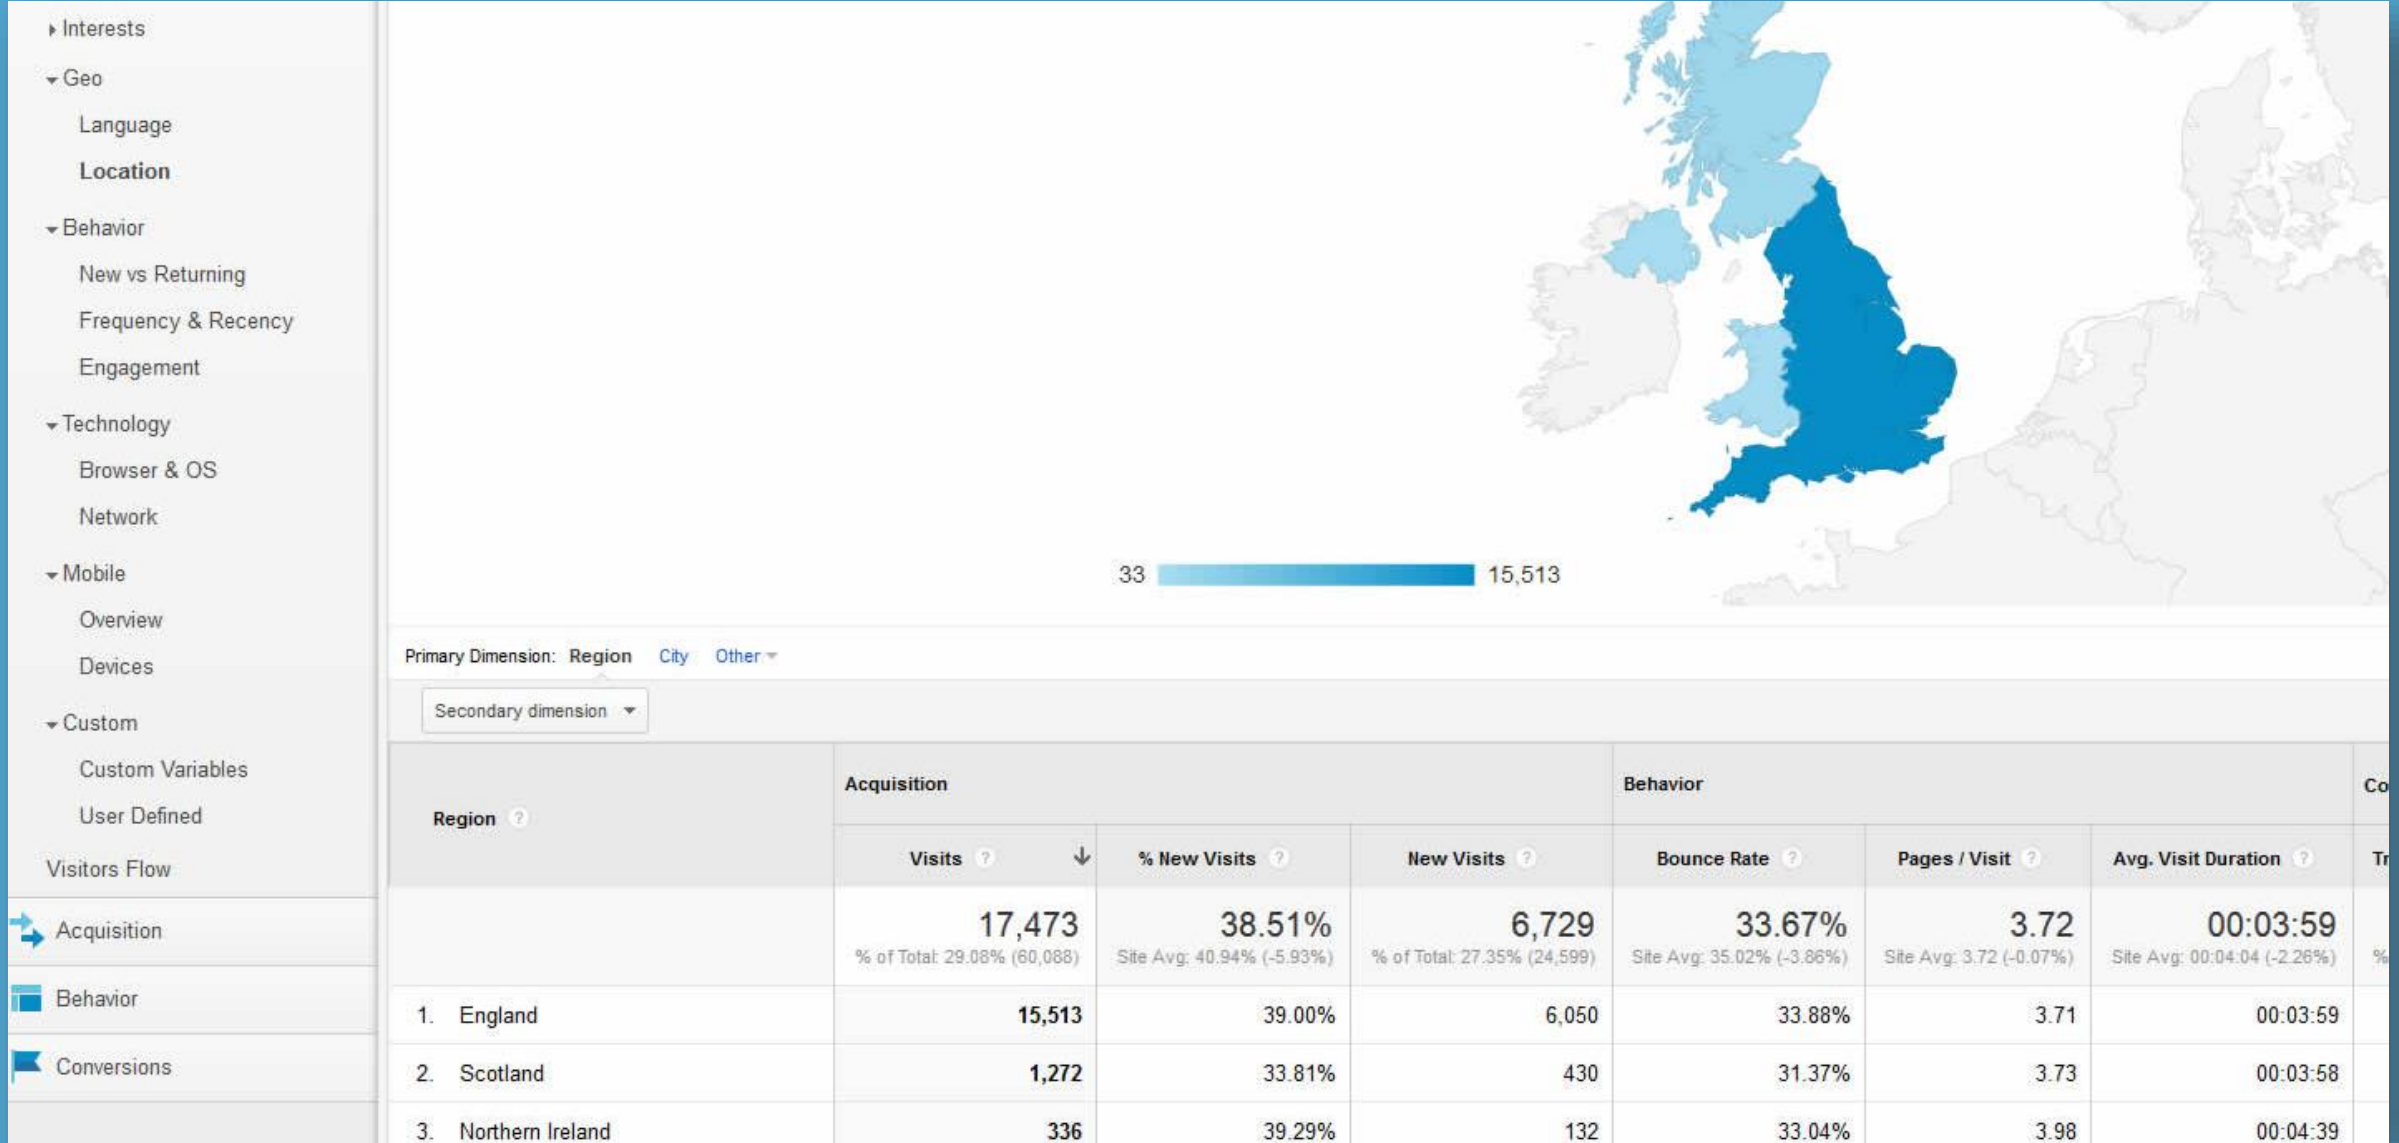 Interests
Geo
Language
Location
Behavior
New vs Returning
Frequency & Recency
Engagement
Technology
Browser & OS
Network
Mobile
Overview
Devices
Custom
Custom Variables
User Defined
Visitors Flow
Acquisition
Behavior
Conversions
33 15,513
Primary Dimension: Region City Other
Secondary dimension
Region ? Acquisition Behavior Co
Visits ? % New Visits ? New Visits ? Bounce Rate ? Pages / Visit ? Avg. Visit Duration ? Tr
17,473 38.51% 6,729 33.67% 3.72 00:03:59
% of Total: 29.08% (60,088) Site Avg: 40.94% (-5.93%) % of Total: 27.35% (24,599) Site Avg: 35.02% (-3.86%) Site Avg: 3.72 (-0.07%) Site Avg: 00:04:04 (-2.26%) %
1. England 15,513 39.00% 6,050 33.88% 3.71 00:03:59
2. Scotland 1,272 33.81% 430 31.37% 3.73 00:03:58
3. Northern Ireland 336 39.29% 132 33.04% 3.98 00:04:39